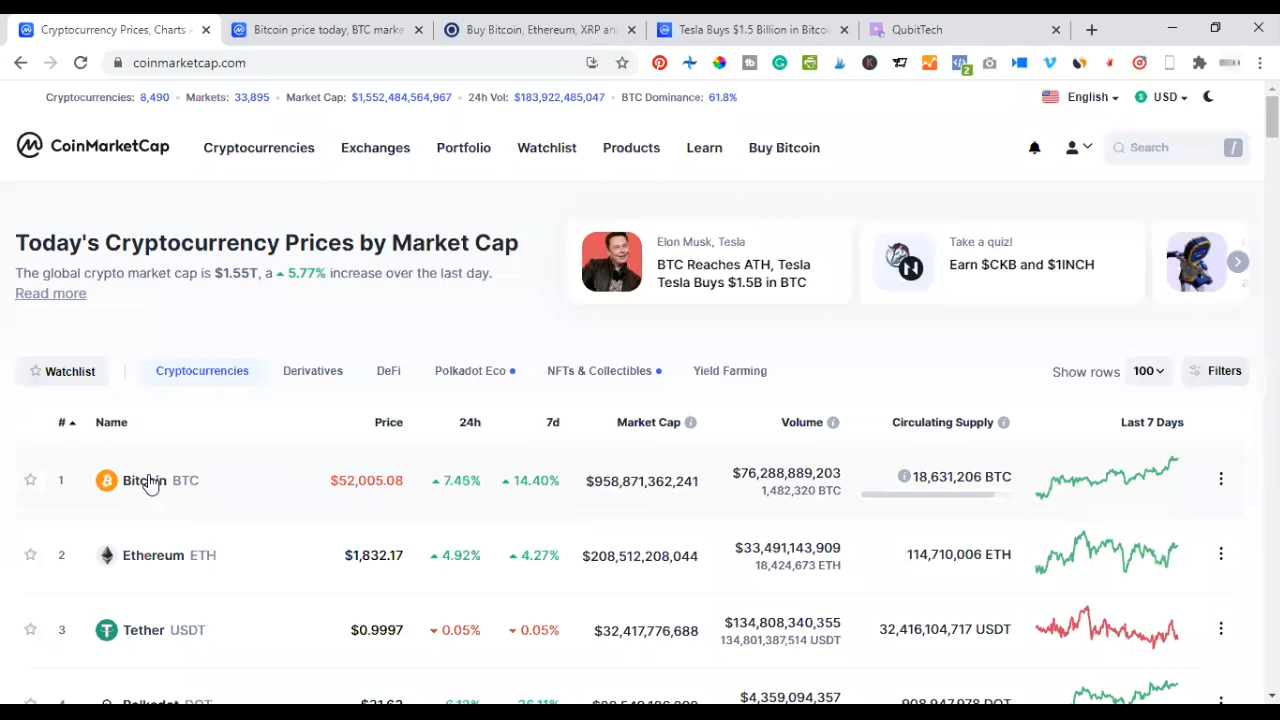 Cryptocurrency Prices, Charts
Bitcoin price today, BTC marke
Buy Bitcoin, Ethereum, XRP an
Tesla Buys $1.5 Billion in Bitco
QubitTech
coinmarketcap.com
2
Cryptocurrencies: 8,490 • Markets: 33,895 • Market Cap: $1,552,484,564,967 • 24h Vol: $183,922,485,047 • BTC Dominance: 61.8%
English
USD
CoinMarketCap
Cryptocurrencies
Exchanges
Portfolio
Watchlist
Products
Learn
Buy Bitcoin
Search
/
Today's Cryptocurrency Prices by Market Cap
The global crypto market cap is $1.55T, a 5.77% increase over the last day.
Read more
Elon Musk, Tesla
BTC Reaches ATH, Tesla
Tesla Buys $1.5B in BTC
Take a quiz!
Earn $CKB and $1INCH
Watchlist
Cryptocurrencies
Derivatives
DeFi
Polkadot Eco
NFTs & Collectibles
Yield Farming
Show rows
100
Filters
# Name Price 24h 7d Market Cap Volume Circulating Supply Last 7 Days
1 Bitcoin BTC $52,005.08 7.45% 14.40% $958,871,362,241 $76,288,889,203 18,631,206 BTC
1,482,320 BTC
2 Ethereum ETH $1,832.17 4.92% 4.27% $208,512,208,044 $33,491,143,909 114,710,006 ETH
18,424,673 ETH
3 Tether USDT $0.9997 0.05% 0.05% $32,417,776,688 $134,808,340,355 32,416,104,717 USDT
134,801,387,514 USDT
$4,359,094,357